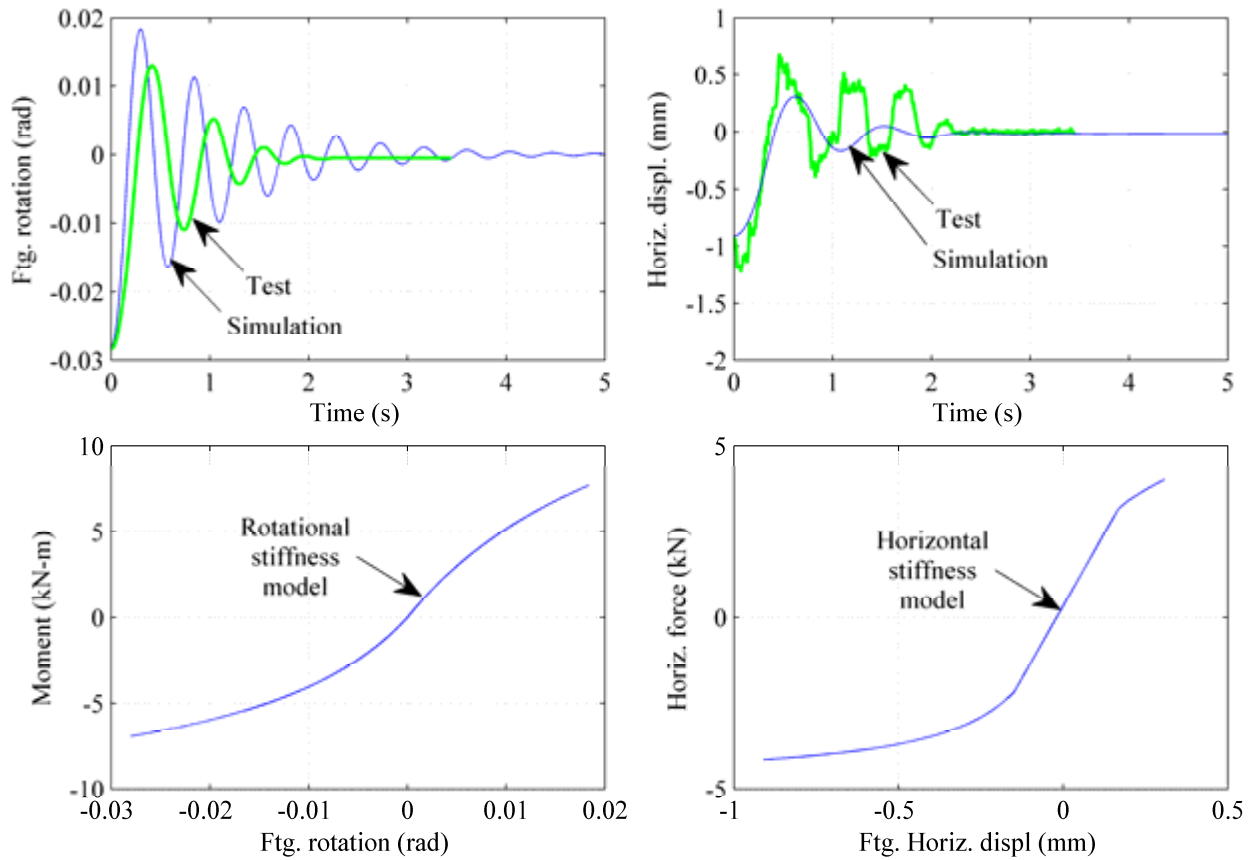 0.02
0.01
0
-0.01
-0.02
-0.03
Ftg. rotation (rad)
Test
Simulation
0 1 2 3 4 5
Time (s)
1
0.5
0
-0.5
-1
-1.5
-2
Horiz. displ. (mm)
Test
Simulation
0 1 2 3 4 5
Time (s)
10
5
0
-5
-10
Moment (kN-m)
Rotational
stiffness
model
-0.03 -0.02 -0.01 0 0.01 0.02
Ftg. rotation (rad)
5
0
-5
Horiz. force (kN)
Horizontal
stiffness
model
-1 -0.5 0 0.5
Ftg. Horiz. displ (mm)